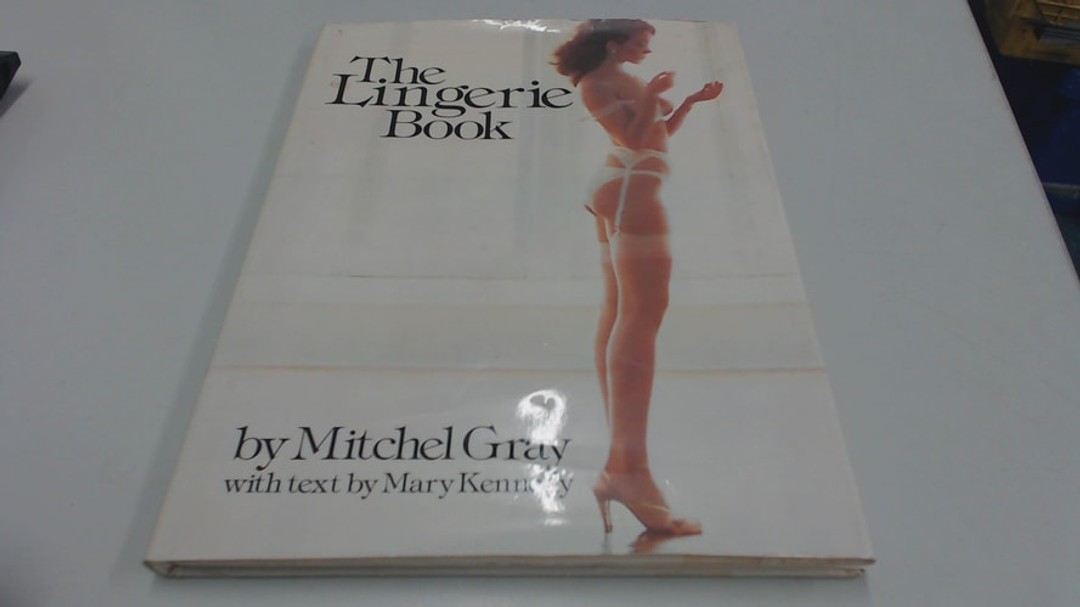 The
Lingerie
Book
by Mitchel Gray
with text by Mary